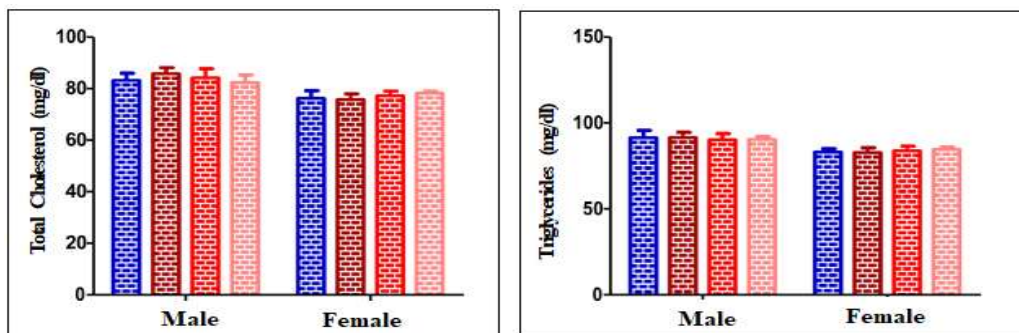 Total Cholesterol (mg/dl)
100
80
60
40
20
0
Male Female
Triglycerides (mg/dl)
150
100
50
0
Male Female